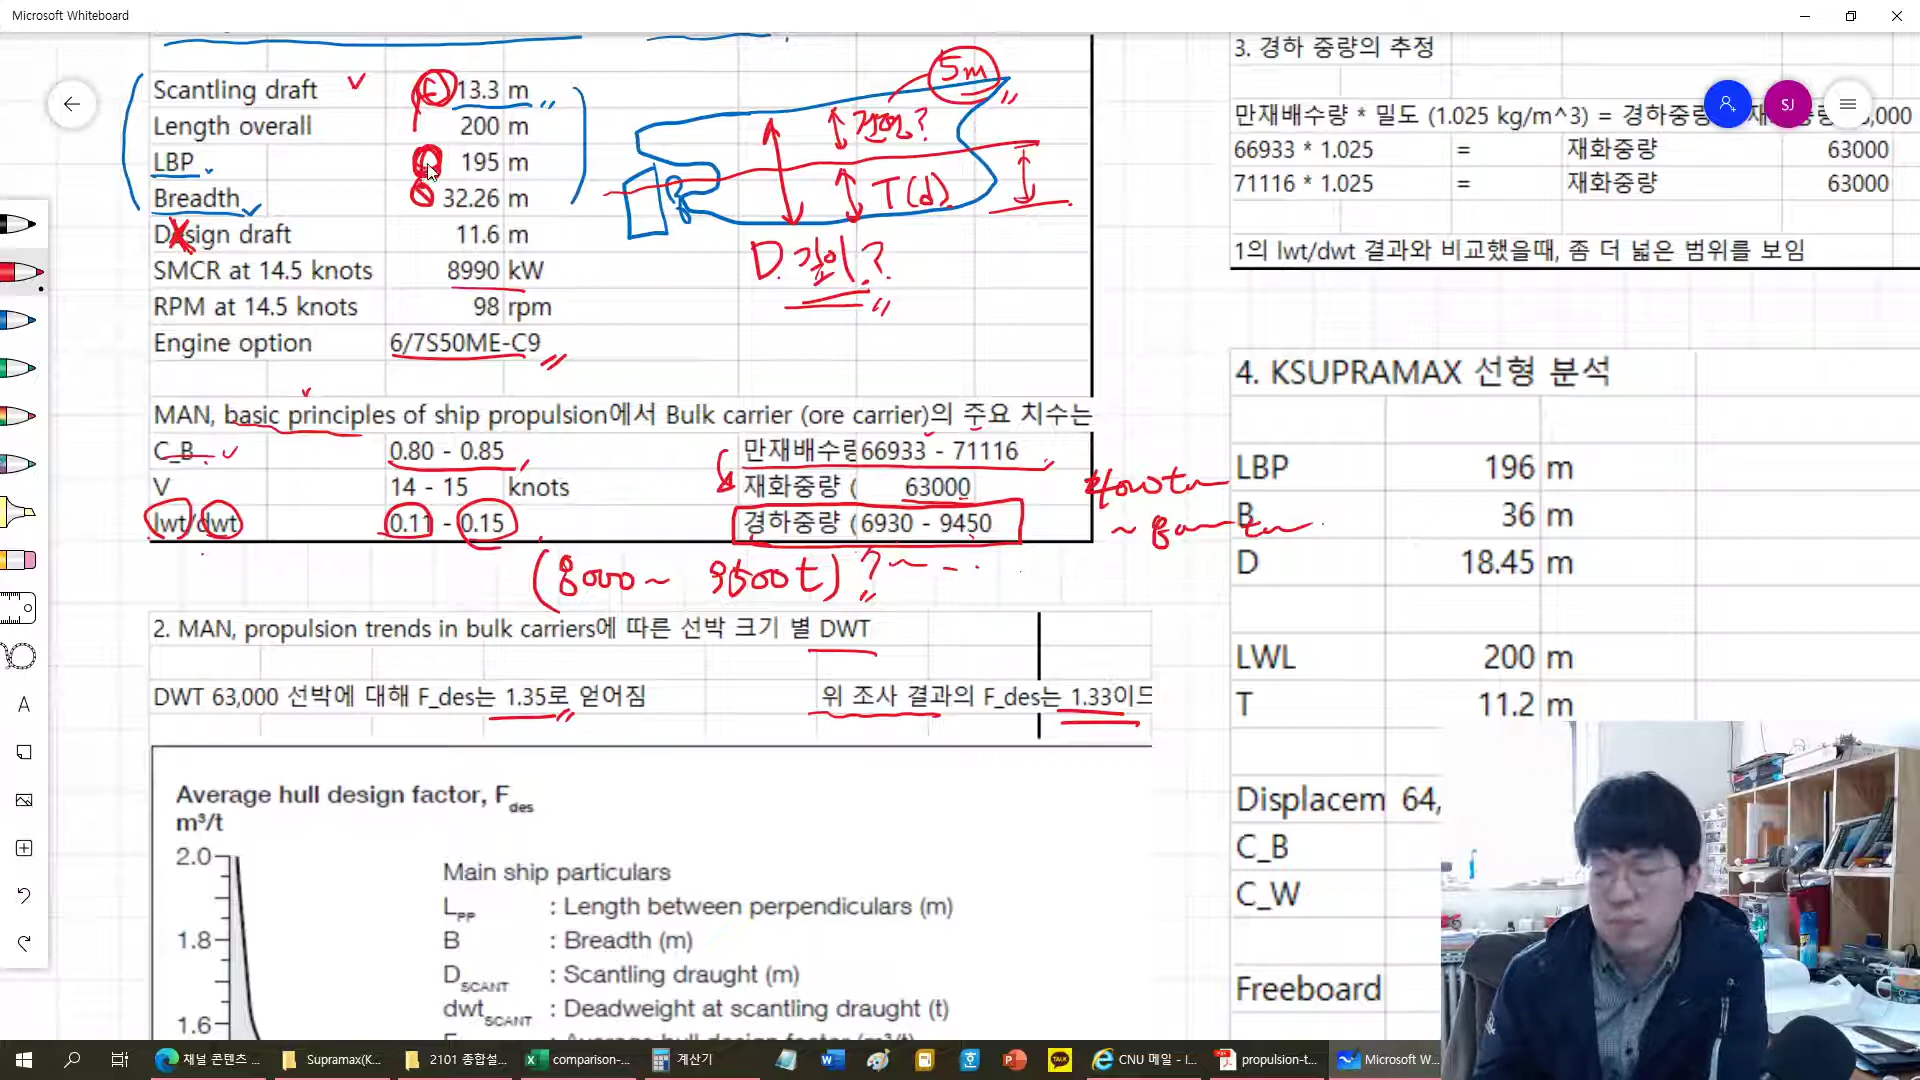 Microsoft Whiteboard
Scantling draft 13.3 m
Length overall 200 m
LBP 195 m
Breadth 32.26 m
Design draft 11.6 m
SMCR at 14.5 knots 8990 kW
RPM at 14.5 knots 98 rpm
Engine option 6/7S50ME-C9
5m
건현?
T(d)
D. 깊이?
MAN, basic principles of ship propulsion에서 Bulk carrier (ore carrier)의 주요 치수는
C_B 0.80 - 0.85 만재배수량 66933 - 71116
V 14 - 15 knots 재화중량 ( 63000
lwt/dwt 0.11 - 0.15 경하중량 (6930 - 9450
(8000~ 9500t)?~
2. MAN, propulsion trends in bulk carriers에 따른 선박 크기 별 DWT
DWT 63,000 선박에 대해 F_des는 1.35로 얻어짐 위 조사 결과의 F_des는 1.33이
Average hull design factor, F des
m³/t
2.0
1.8
1.6
Main ship particulars
L PP : Length between perpendiculars (m)
B : Breadth (m)
D SCANT : Scantling draught (m)
dwt SCANT : Deadweight at scantling draught (t)
: Average hull design factor (m³/t)
3. 경하 중량의 추정
만재배수량 * 밀도 (1.025 kg/m^3) = 경하중량
66933 * 1.025 = 재화중량 63000
71116 * 1.025 = 재화중량 63000
1의 lwt/dwt 결과와 비교했을때, 좀 더 넓은 범위를 보임
SJ
4. KSUPRAMAX 선형 분석
LBP 196 m
B 36 m
D 18.45 m
LWL 200 m
T 11.2 m
Displacem 64,
C_B
C_W
Freeboard
A
채널 콘텐츠 ...
Supramax(K...
2101 종합설...
comparison-...
계산기
CNU 메일 - I...
propulsion-t...
Microsoft W...